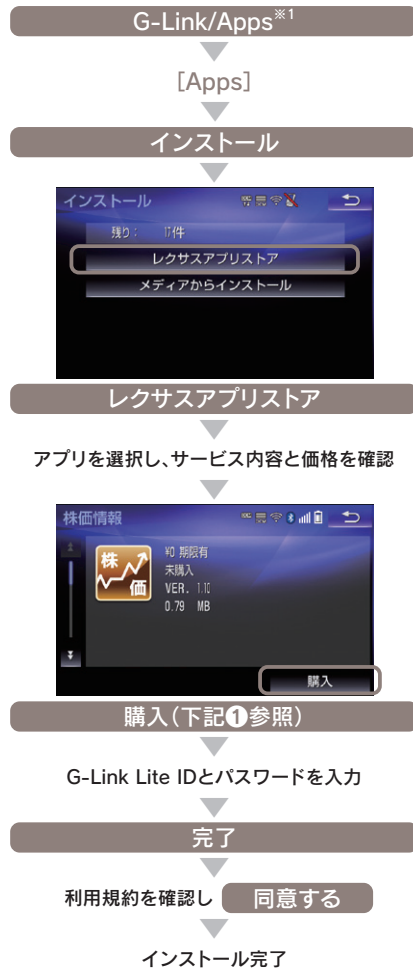 G-Link/Apps※1
[Apps]
インストール
インストール
残り: 17件
レクサスアプリストア
メディアからインストール
レクサスアプリストア
アプリを選択し、サービス内容と価格を確認
株価情報
株価
¥0 期限有
未購入
VER. 1.10
0.79 MB
購入
購入(下記❶参照)
G-Link Lite IDとパスワードを入力
完了
利用規約を確認し 同意する
インストール完了